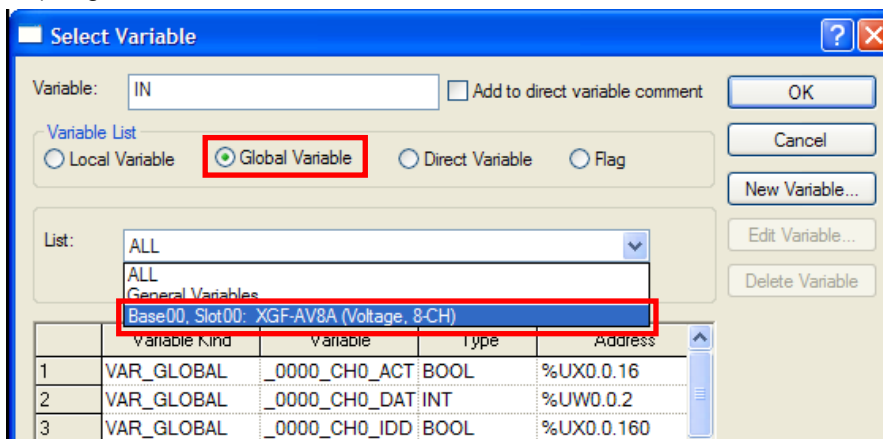 Select Variable
Variable: IN Add to direct variable comment OK
Variable List Cancel
Local Variable Global Variable Direct Variable Flag
New Variable...
List: ALL Edit Variable...
ALL
General Variables Delete Variable
Base00, Slot00: XGF-AV8A (Voltage, 8-CH)
Variable Kind Variable Type Address
1 VAR_GLOBAL _0000_CH0_ACT BOOL %UX0.0.16
2 VAR_GLOBAL _0000_CH0_DAT INT %UW0.0.2
3 VAR_GLOBAL _0000_CH0_IDD BOOL %UX0.0.160